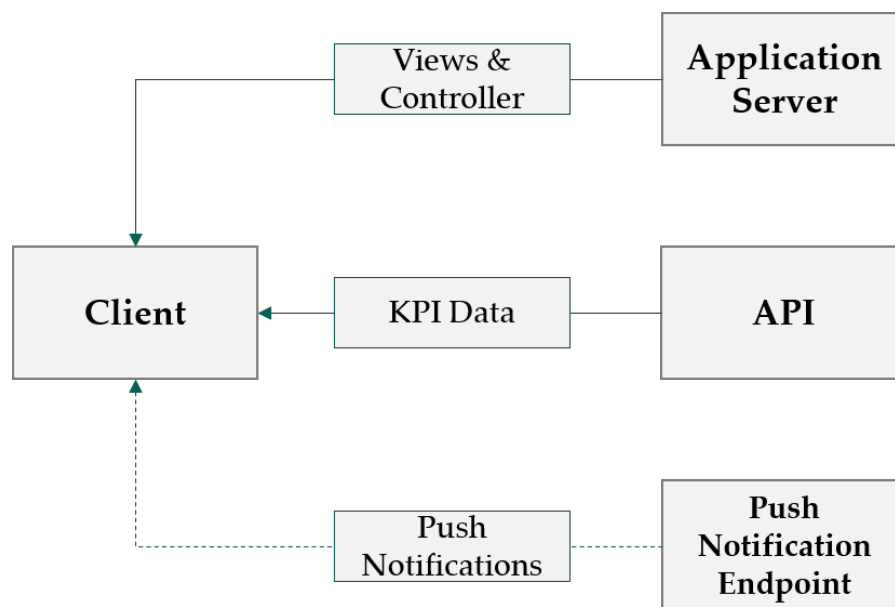 Views &
Controller
Application
Server
Client
KPI Data
API
Push
Notifications
Push
Notification
Endpoint